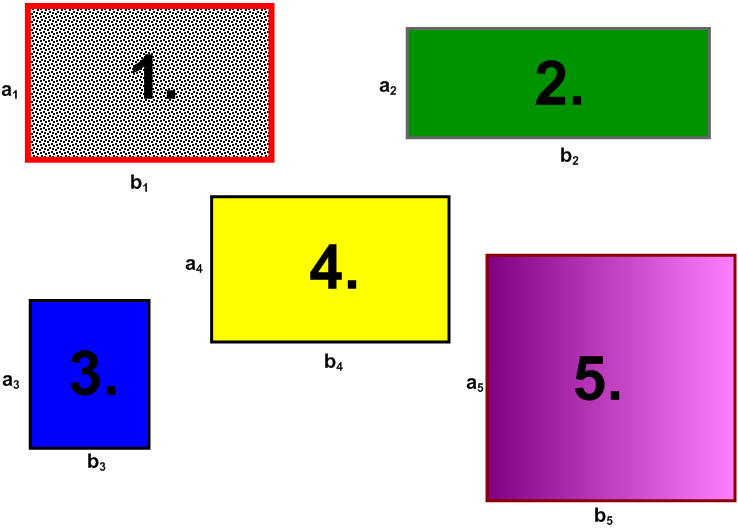 1.
a₁
b₁
2.
a₂
b₂
4.
a₄
b₄
3.
a₃
b₃
5.
a₅
b₅